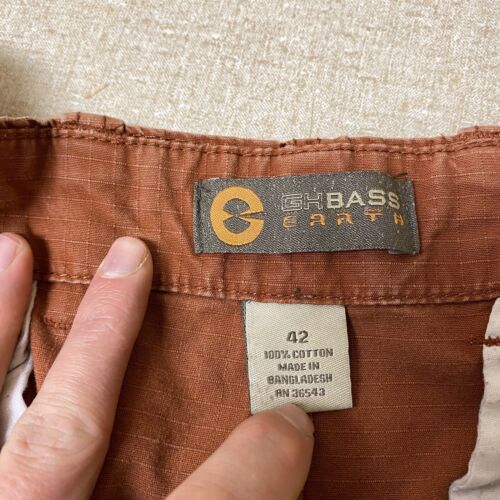 GHBASS
EARTH
42
100% COTTON
MADE IN
BANGLADESH
RN 36543